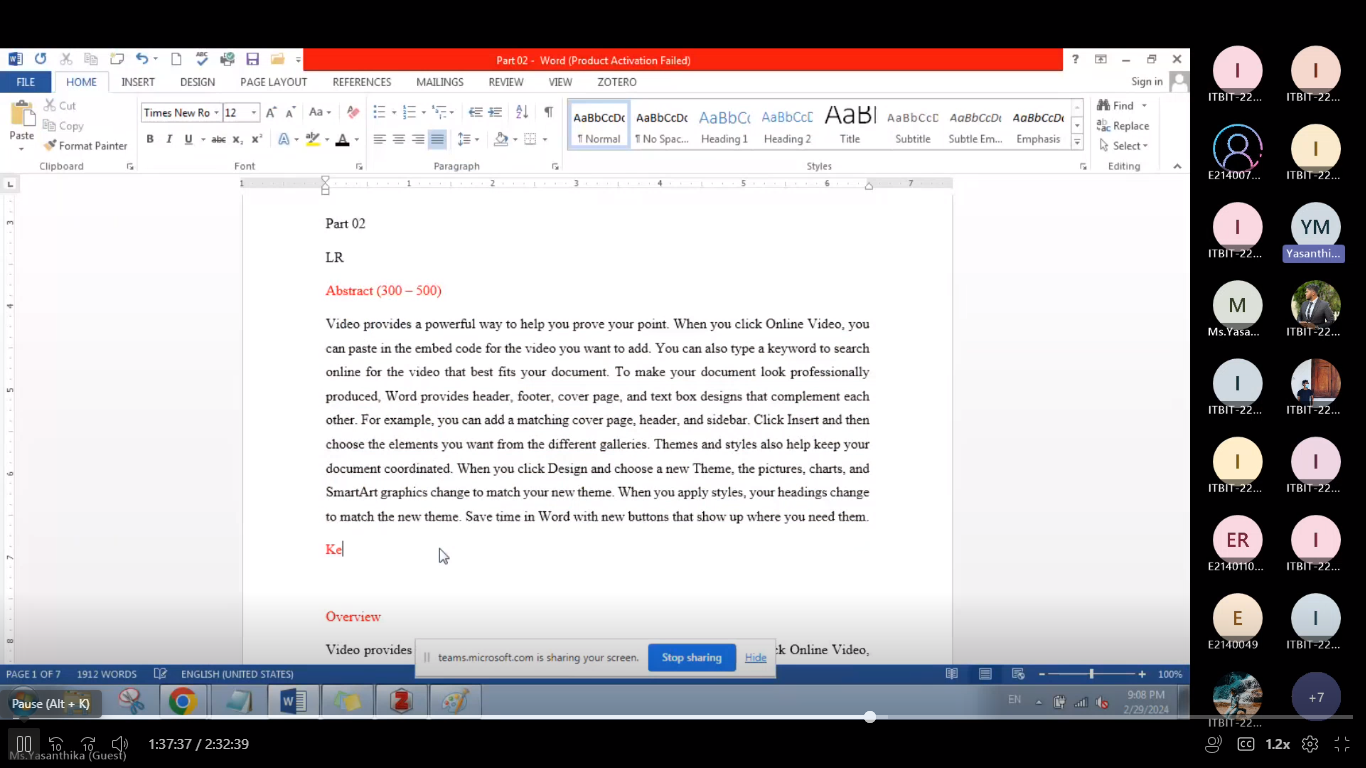 Part 02 - Word (Product Activation Failed)
?
FILE HOME INSERT DESIGN PAGE LAYOUT REFERENCES MAILINGS REVIEW VIEW ZOTERO Sign in
Paste
Cut
Copy
Format Painter
Clipboard
Times New Ro 12
Font
Paragraph
AaBbCcDc AaBbCcDc AaBbCc AaBbCcD AaBl AaBbCcD AaBbCcDc AaBbCcDc
¶ Normal ¶ No Spac... Heading 1 Heading 2 Title Subtitle Subtle Em... Emphasis
Styles
Find
Replace
Select
Editing
Part 02
LR
Abstract (300 – 500)
Video provides a powerful way to help you prove your point. When you click Online Video, you
can paste in the embed code for the video you want to add. You can also type a keyword to search
online for the video that best fits your document. To make your document look professionally
produced, Word provides header, footer, cover page, and text box designs that complement each
other. For example, you can add a matching cover page, header, and sidebar. Click Insert and then
choose the elements you want from the different galleries. Themes and styles also help keep your
document coordinated. When you click Design and choose a new Theme, the pictures, charts, and
SmartArt graphics change to match your new theme. When you apply styles, your headings change
to match the new theme. Save time in Word with new buttons that show up where you need them.
Ke
Overview
Video provides
ck Online Video,
teams.microsoft.com is sharing your screen. Stop sharing Hide
PAGE 1 OF 7 1912 WORDS ENGLISH (UNITED STATES) 100%
Pause (Alt + K)
EN
9:08 PM
2/29/2024
1:37:37 / 2:32:39
Ms.Yasanthika (Guest)
1.2x
I I
ITBIT-22... ITBIT-22...
I
E214007... ITBIT-22...
I YM
ITBIT-22... Yasanthi...
M
Ms.Yasa... ITBIT-22...
I
ITBIT-22... ITBIT-22...
I I
ITBIT-22... ITBIT-22...
ER I
E2140110... ITBIT-22...
E I
E2140049 ITBIT-22...
+7
ITBIT-22...